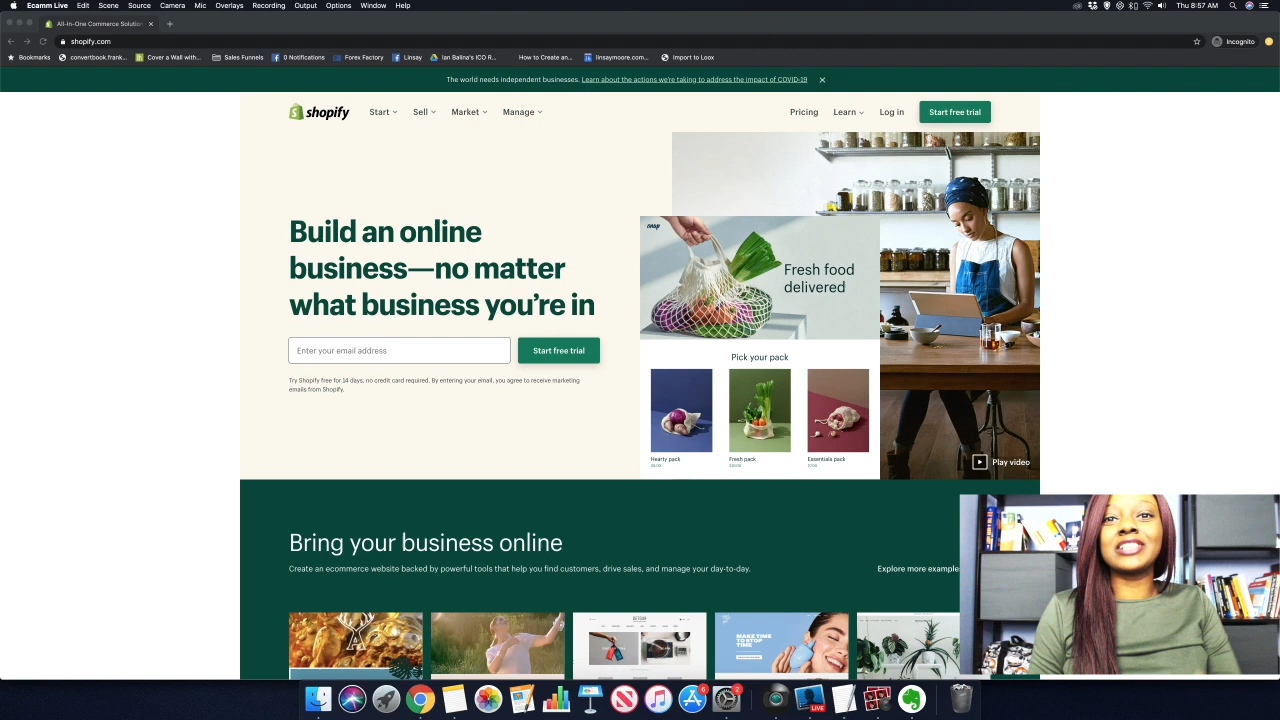 Ecamm Live Edit Scene Source Camera Mic Overlays Recording Output Options Window Help
Thu 8:57 AM
All-in-One Commerce Solution
shopify.com
Incognito
Bookmarks convertbook.frank... Cover a Wall with... Sales Funnels 0 Notifications Forex Factory Linsay Ian Balina's ICO R... How to Create an... linsaymoore.com... Import to Loox
The world needs independent businesses. Learn about the actions we're taking to address the impact of COVID-19
shopify Start Sell Market Manage Pricing Learn Log in Start free trial
Build an online
business—no matter
what business you're in
Enter your email address
Start free trial
Try Shopify free for 14 days, no credit card required. By entering your email, you agree to receive marketing
emails from Shopify.
Fresh food
delivered
Pick your pack
Hearty pack Fresh pack Essentials pack
Play video
Bring your business online
Create an ecommerce website backed by powerful tools that help you find customers, drive sales, and manage your day-to-day.
Explore more example
MAKE TIME
TO STOP
TIME
6
2
LIVE